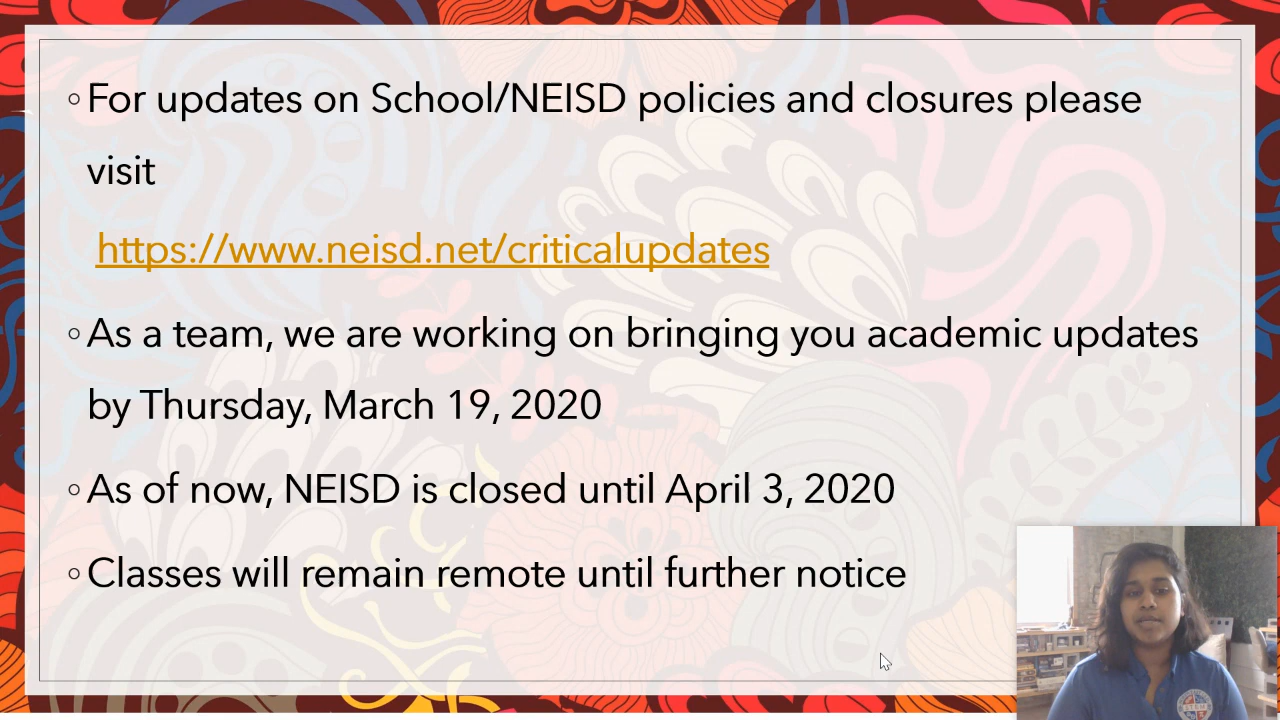 ◦For updates on School/NEISD policies and closures please
visit
https://www.neisd.net/criticalupdates
◦As a team, we are working on bringing you academic updates
by Thursday, March 19, 2020
◦As of now, NEISD is closed until April 3, 2020
◦Classes will remain remote until further notice
STEM